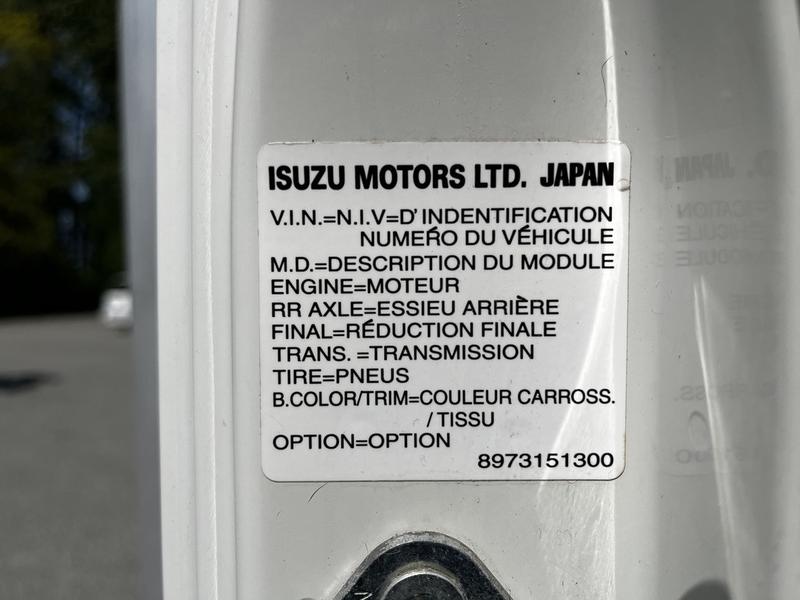 ISUZU MOTORS LTD. JAPAN
V.I.N.=N.I.V=D'INDENTIFICATION
NUMEŔO DU VÉHICULE
M.D.=DESCRIPTION DU MODULE
ENGINE=MOTEUR
RR AXLE=ESSIEU ARRIÈRE
FINAL=RÉDUCTION FINALE
TRANS. =TRANSMISSION
TIRE=PNEUS
B.COLOR/TRIM=COULEUR CARROSS.
/ TISSU
OPTION=OPTION
8973151300